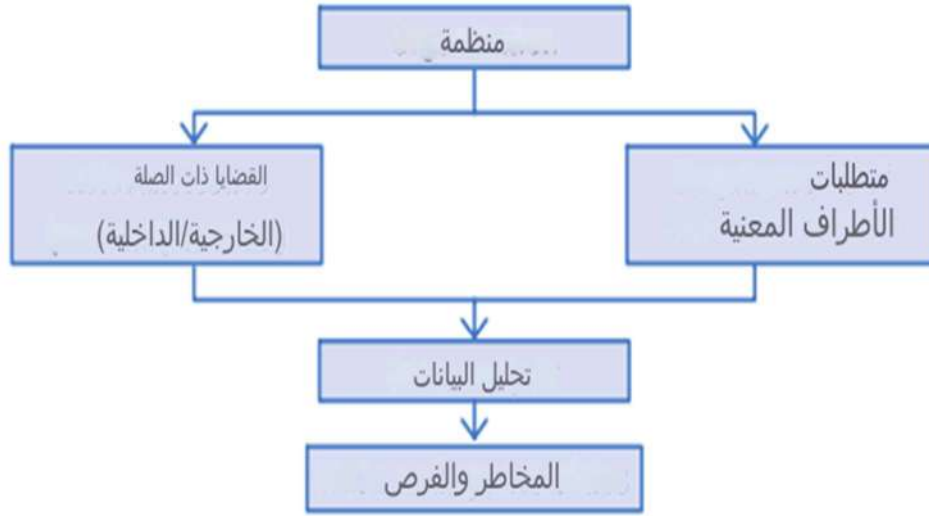 منظمة
القضايا ذات الصلة
(الخارجية/الداخلية)
متطلبات
الأطراف المعنية
تحليل البيانات
المخاطر والفرص